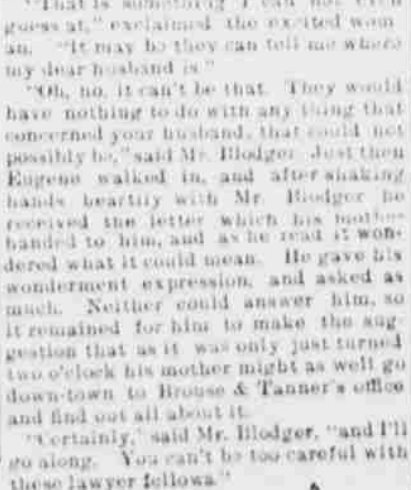 "That is something I can not even
guess at," exclaimed the excited wom-
an. "It may be they can tell me where
my dear husband is."
"Oh, no, it can't be that. They would
have nothing to do with any thing that
concerned your husband, that could not
possibly be," said Mr. Blodger. Just then
Eugene walked in, and after shaking
hands heartily with Mr. Blodger he
received the letter which his mother
handed to him, and as he read it won-
dered what it could mean. He gave his
wonderment expression, and asked as
much. Neither could answer him, so
it remained for him to make the sug-
gestion that as it was only just turned
two o'clock his mother might as well go
down-town to Brouse & Tanner's office
and find out all about it.
"Certainly,' said Mr. Blodger, "and I'll
go along. You can't be too careful with
these lawyer fellows."